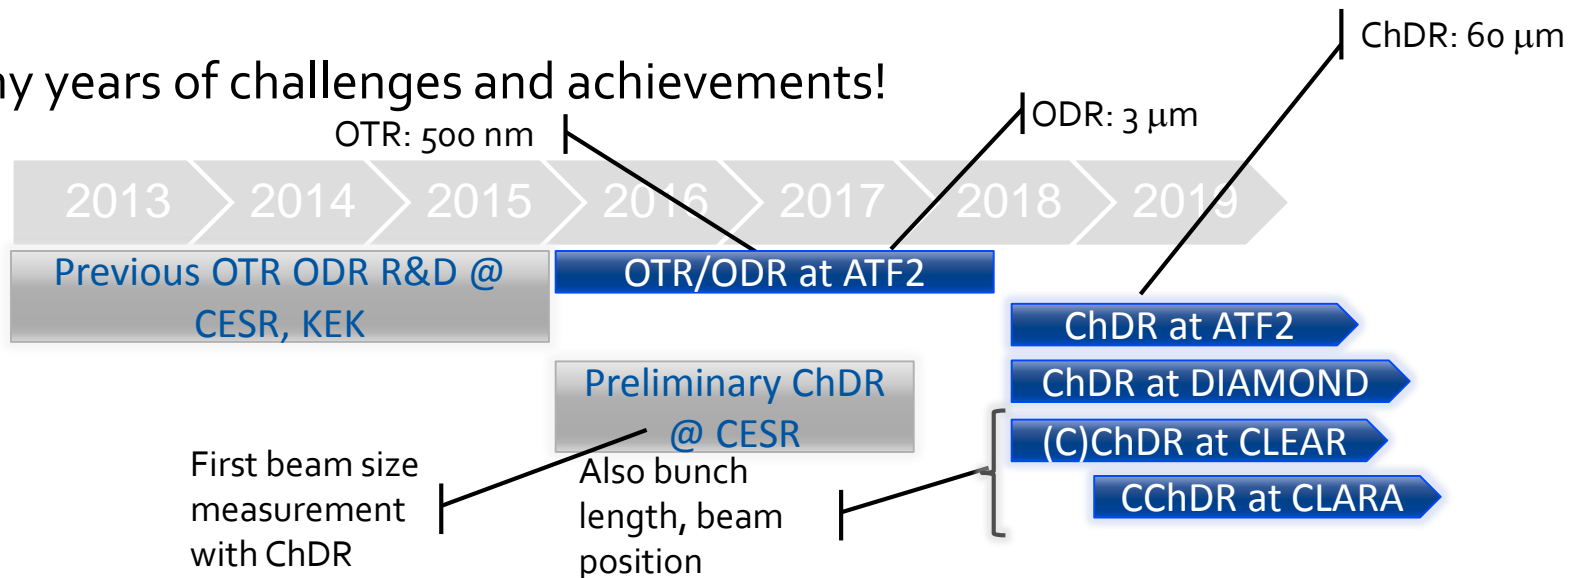 ChDR: 60 μm
ny years of challenges and achievements!
OTR: 500 nm
ODR: 3 μm
2013 2014 2015 2016 2017 2018 2019
Previous OTR ODR R&D @
CESR, KEK
OTR/ODR at ATF2
ChDR at ATF2
Preliminary ChDR
@ CESR
ChDR at DIAMOND
(C)ChDR at CLEAR
CChDR at CLARA
First beam size
measurement
with ChDR
Also bunch
length, beam
position